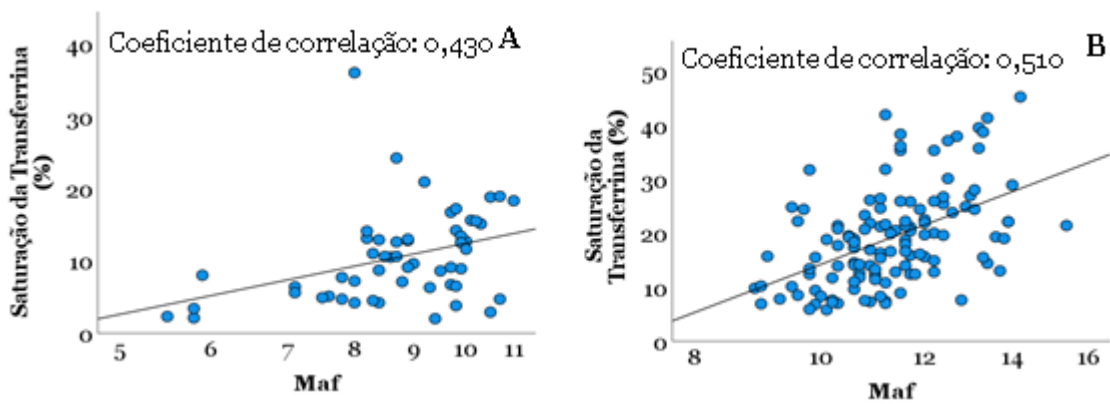 Coeficiente de correlação: 0,430 A
Saturação da Transferrina
(%)
40
30
20
10
0
5 6 7 8 9 10 11
Maf
Coeficiente de correlação: 0,510 B
Saturação da
Transferrina (%)
50
40
30
20
10
0
8 10 12 14 16
Maf